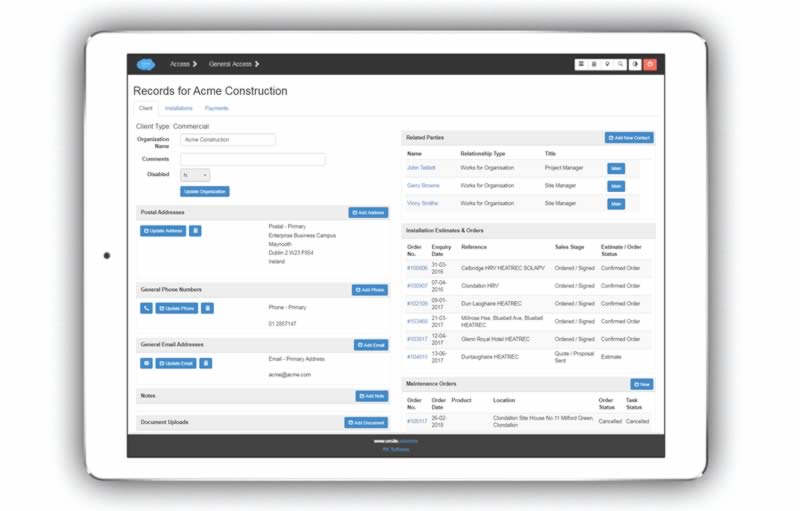 Access
General Access
Records for Acme Construction
Client Installations Payments
Client Type: Commercial
Organization Name Acme Construction
Comments
Disabled
Update Organization
Postal Addresses Add Address
Update Address Postal - Primary
Enterprise Business Campus
Maynooth
Dublin 2 W23 F854
Ireland
General Phone Numbers Add Phone
Update Phone Phone - Primary
01 2857147
General Email Addresses Add Email
Update Email Email - Primary Address
acme@acme.com
Notes Add Note
Document Uploads Add Document
Related Parties Add New Contact
Name Relationship Type Title
Works for Organisation Project Manager Main
Gerry Browne Works for Organisation Site Manager Main
Vinny Smithe Works for Organisation Site Manager Main
Installation Estimates & Orders
Order No. Enquiry Date Reference Sales Stage Estimate / Order Status
31-03-2016 Celbridge HRV HEATREC SOLAPV Ordered / Signed Confirmed Order
07-04-2016 Clondalkin HRV Ordered / Signed Confirmed Order
#102109 09-01-2017 Dun Laoghaire HEATREC Ordered / Signed Confirmed Order
21-03-2017 Millrose Hse, Bluebell Ave, Bluebell HEATREC Ordered / Signed Confirmed Order
#103817 12-04-2017 Glenn Royal Hotel HEATREC Ordered / Signed Confirmed Order
13-06-2017 Dunlaoghaire HEATREC Quote / Proposal Sent Estimate
Maintenance Orders New
Order No. Order Date Product Location Order Status Task Status
#105117 26-02-2018 Clondalkin Site House No.11 Milford Green, Clondalkin Cancelled Cancelled